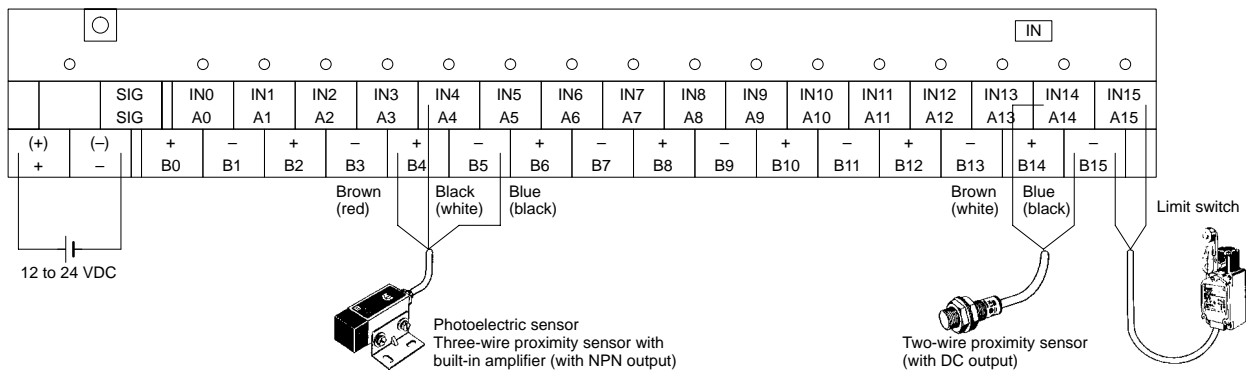 IN
SIG IN0 IN1 IN2 IN3 IN4 IN5 IN6 IN7 IN8 IN9 IN10 IN11 IN12 IN13 IN14 IN15
SIG A0 A1 A2 A3 A4 A5 A6 A7 A8 A9 A10 A11 A12 A13 A14 A15
(+) (–) + – + – + – + – + – + – + – + –
+ – B0 B1 B2 B3 B4 B5 B6 B7 B8 B9 B10 B11 B12 B13 B14 B15
Brown Black Blue Brown Blue
(red) (white) (black) (white) (black)
Limit switch
12 to 24 VDC
Photoelectric sensor
Three-wire proximity sensor with
built-in amplifier (with NPN output)
Two-wire proximity sensor
(with DC output)